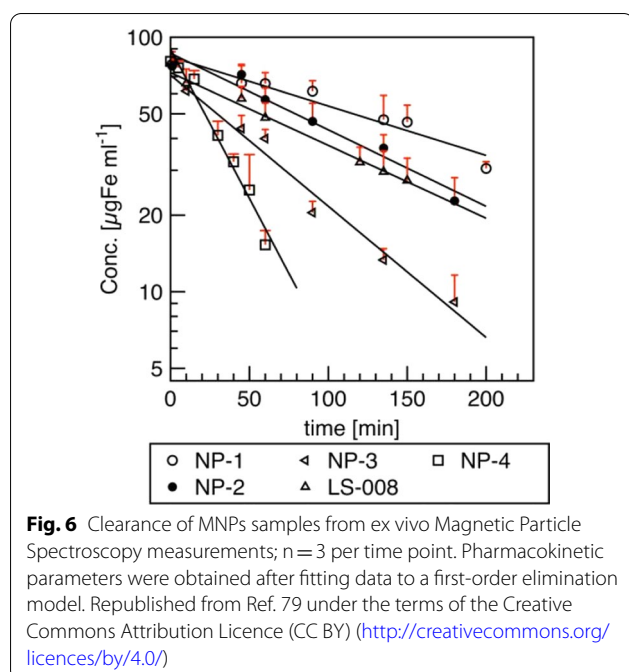 100
50
20
10
5
Conc. [µgFe ml⁻¹]
0 50 100 150 200
time [min]
NP-1 NP-3 NP-4
NP-2 LS-008
Fig. 6 Clearance of MNPs samples from ex vivo Magnetic Particle
Spectroscopy measurements; n = 3 per time point. Pharmacokinetic
parameters were obtained after fitting data to a first-order elimination
model. Republished from Ref. 79 under the terms of the Creative
Commons Attribution Licence (CC BY) (http://creativecommons.org/
licences/by/4.0/)